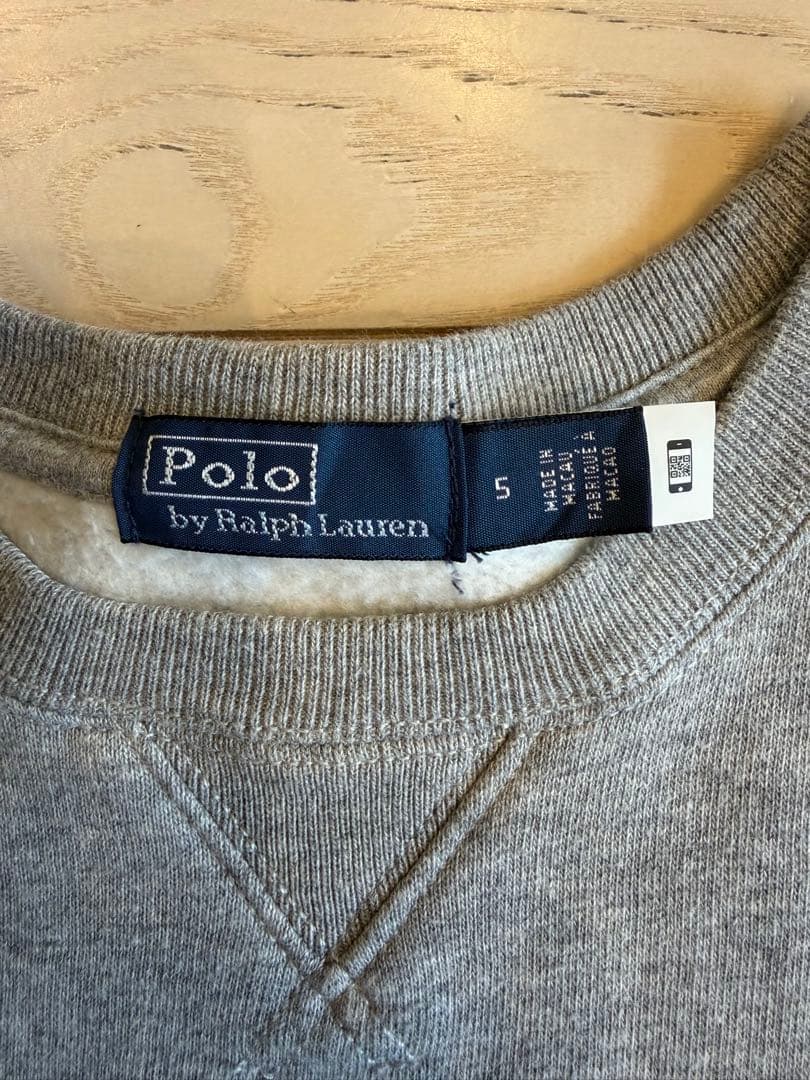 Polo
by Ralph Lauren
5
MADE IN
MACAU
FABRIQUÉ A
MACAO